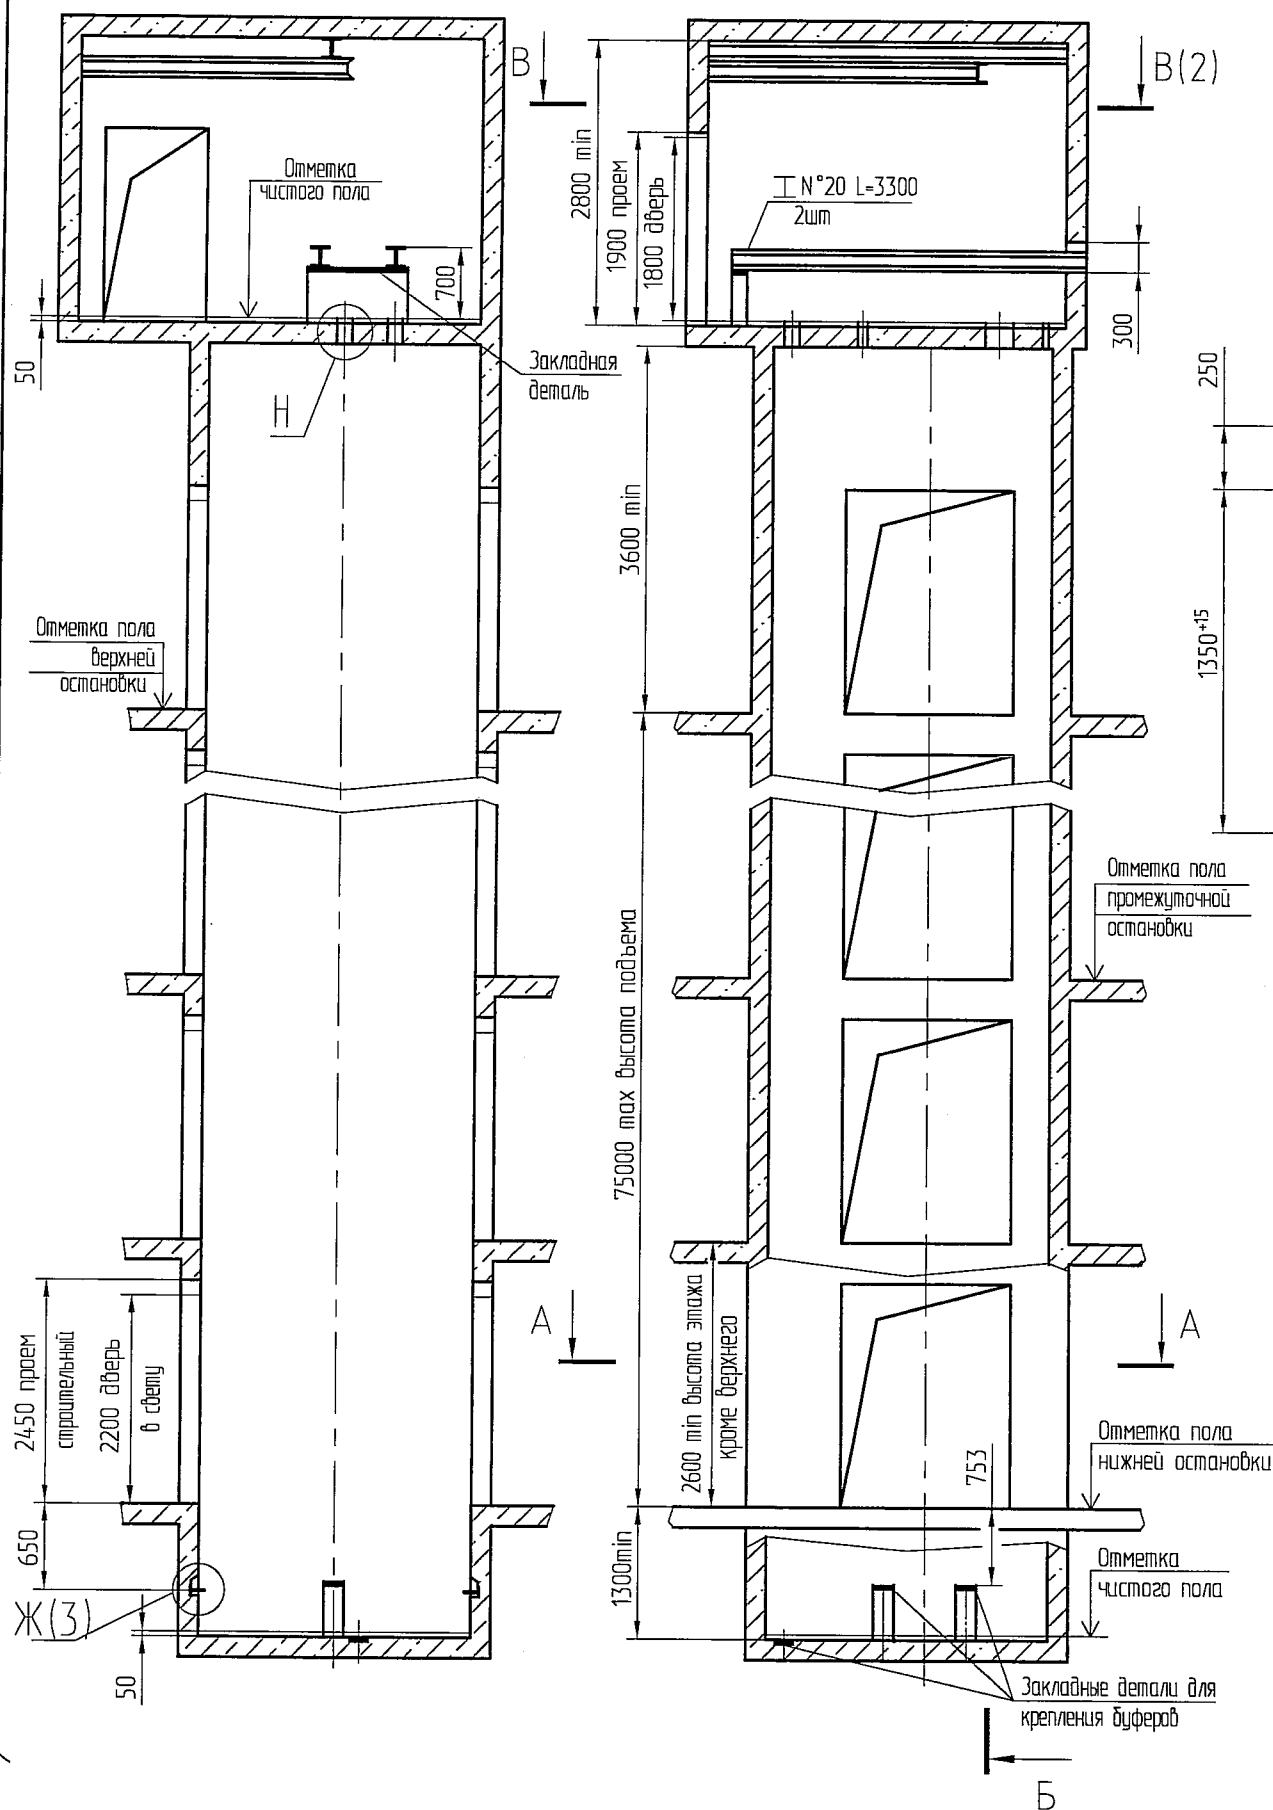 В
В(2)
Отметка
чистого пола
2800 min
1900 проем
1800 дверь
I N°20 L=3300
2шт
700
50
300
Закладная
деталь
Н
250
3600 min
1350+15
Отметка пола
верхней
остановки
75000 max высота подъема
Отметка пола
промежуточной
остановки
2450 проем
строительный
2200 дверь
в свету
А
2600 min высота этажа
кроме верхнего
А
753
Отметка пола
нижней остановки
650
1300min
Отметка
чистого пола
Ж(3)
50
Закладные детали для
крепления буферов
Б